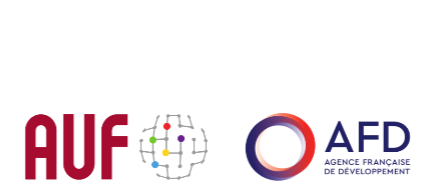 AUF
AFD
AGENCE FRANÇAISE
DE DÉVELOPPEMENT